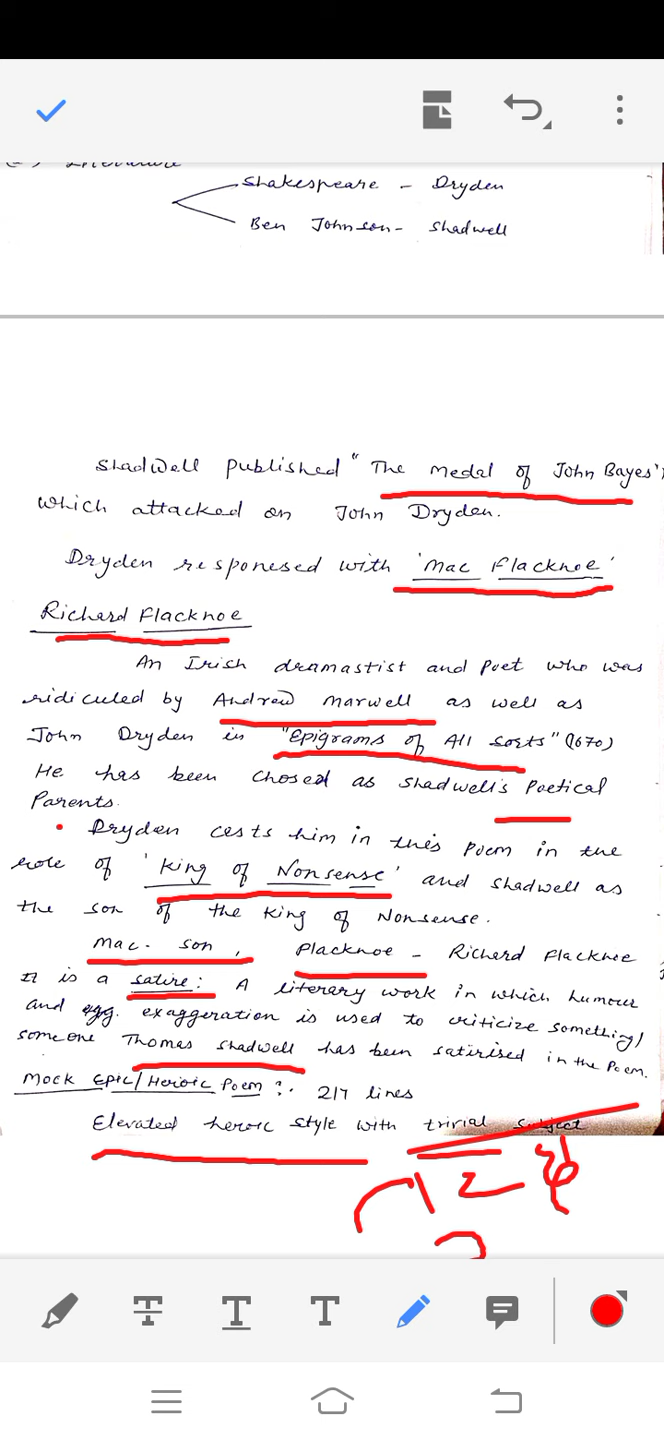 Shakespeare - Dryden
Ben Johnson - Shadwell
Shadwell published "The medal of John Bayes"
which attacked on John Dryden.
Dryden responesed with 'Mac Flacknoe'
Richard Flacknoe
An Irish dramastist and Poet who was
ridiculed by Andrew Marwell as well as
John Dryden in "Epigrams of All sorts" (1670)
He has been chosed as Shadwell's Poetical
Parents.
• Dryden casts him in this poem in the
role of 'King of Nonsense' and Shadwell as
the son of the King of Nonsense.
Mac - son, Placknoe - Richard Flacknoe
It is a satire: A literary work in which humour
and egg. exaggeration is used to criticize something/
someone Thomas Shadwell has been satirised in the Poem.
Mock Epic/Heroic Poem?. 217 lines
Elevated heroic style with trivial subject
T T T